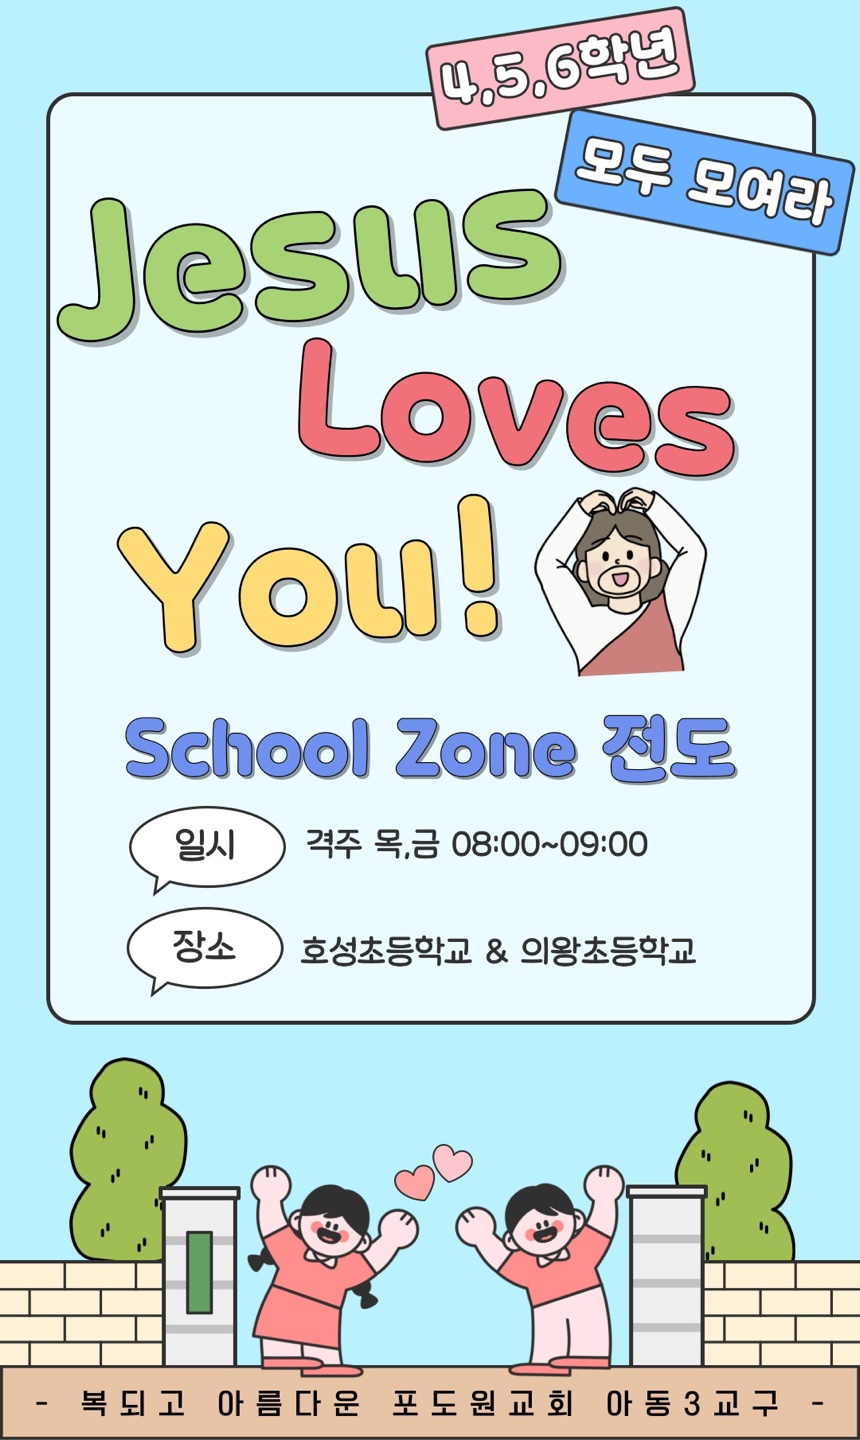 4,5,6학년
모두 모여라
Jesus
Loves
You!
School Zone 전도
일시 격주 목,금 08:00~09:00
장소 호성초등학교 & 의왕초등학교
- 복되고 아름다운 포도원교회 아동3교구 -